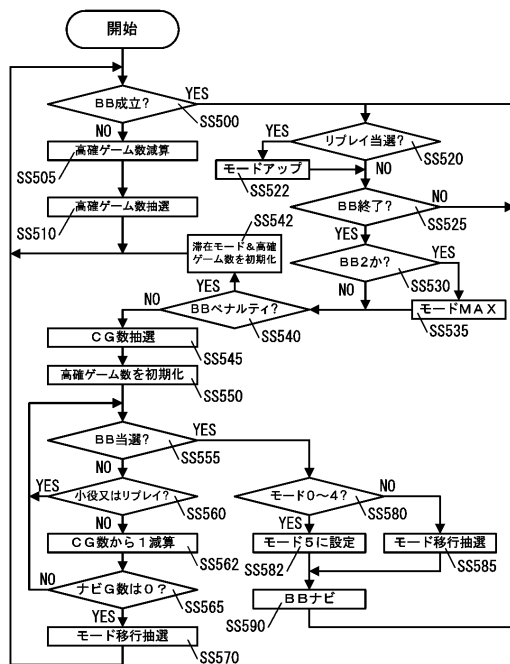 開始
BB成立?
YES
SS500
NO
高確ゲーム数減算
SS505
高確ゲーム数抽選
SS510
リプレイ当選?
YES
SS520
NO
モードアップ
SS522
BB終了?
NO
SS525
YES
SS542
滞在モード&高確
ゲーム数を初期化
BB2か?
SS530
YES
NO
モードMAX
SS535
YES
BBペナルティ?
NO
SS540
CG数抽選
SS545
高確ゲーム数を初期化
SS550
BB当選?
YES
SS555
NO
小役又はリプレイ?
YES
SS560
NO
CG数から1減算
SS562
ナビG数は0?
NO
SS565
YES
モード移行抽選
SS570
モード0~4?
NO
SS580
YES
モード5に設定
SS582
モード移行抽選
SS585
BBナビ
SS590